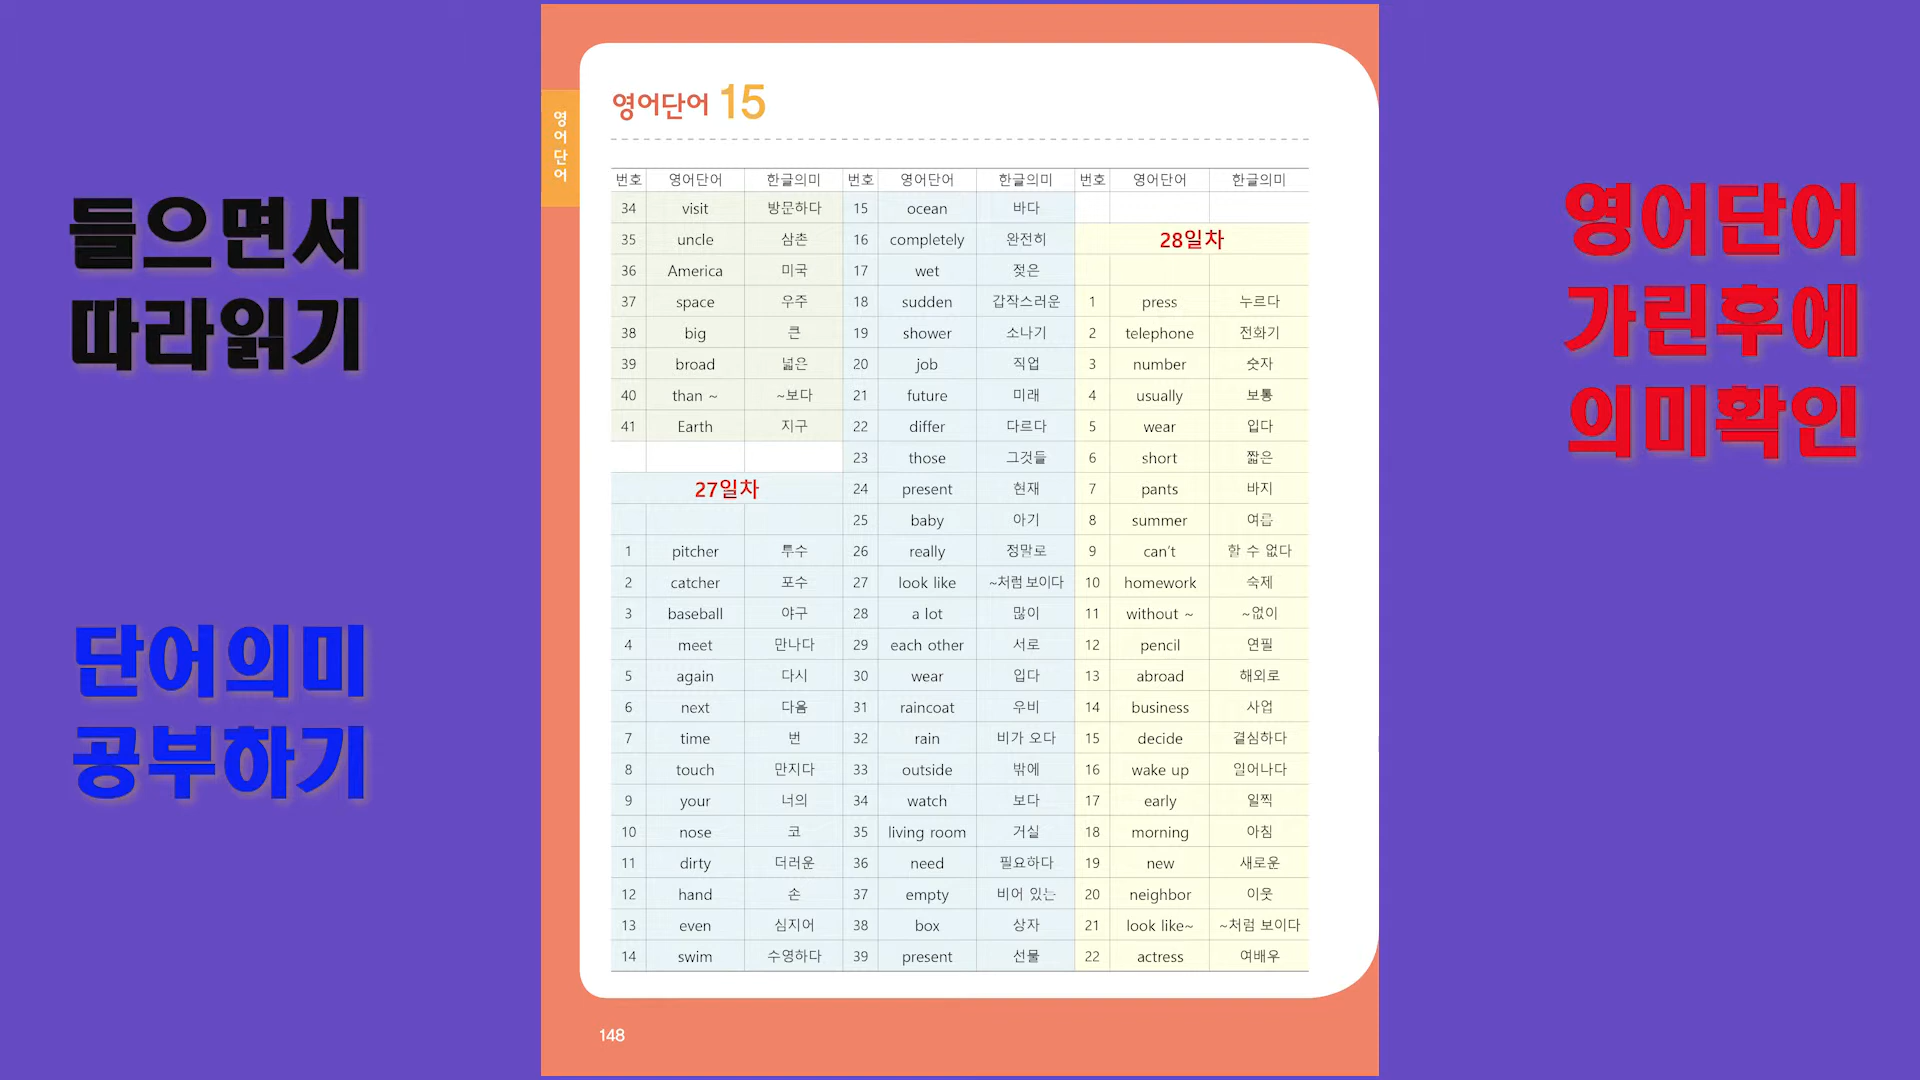 들으면서
따라읽기
단어의미
공부하기
영어단어
영어단어 15
번호 영어단어 한글의미 번호 영어단어 한글의미 번호 영어단어 한글의미
34 visit 방문하다 15 ocean 바다
35 uncle 삼촌 16 completely 완전히 28일차
36 America 미국 17 wet 젖은
37 space 우주 18 sudden 갑작스러운 1 press 누르다
38 big 큰 19 shower 소나기 2 telephone 전화기
39 broad 넓은 20 job 직업 3 number 숫자
40 than ~ ~보다 21 future 미래 4 usually 보통
41 Earth 지구 22 differ 다르다 5 wear 입다
23 those 그것들 6 short 짧은
27일차 24 present 현재 7 pants 바지
25 baby 아기 8 summer 여름
1 pitcher 투수 26 really 정말로 9 can't 할 수 없다
2 catcher 포수 27 look like ~처럼 보이다 10 homework 숙제
3 baseball 야구 28 a lot 많이 11 without ~ ~없이
4 meet 만나다 29 each other 서로 12 pencil 연필
5 again 다시 30 wear 입다 13 abroad 해외로
6 next 다음 31 raincoat 우비 14 business 사업
7 time 번 32 rain 비가 오다 15 decide 결심하다
8 touch 만지다 33 outside 밖에 16 wake up 일어나다
9 your 너의 34 watch 보다 17 early 일찍
10 nose 코 35 living room 거실 18 morning 아침
11 dirty 더러운 36 need 필요하다 19 new 새로운
12 hand 손 37 empty 비어 있는 20 neighbor 이웃
13 even 심지어 38 box 상자 21 look like~ ~처럼 보이다
14 swim 수영하다 39 present 선물 22 actress 여배우
148
영어단어
가린후에
의미확인